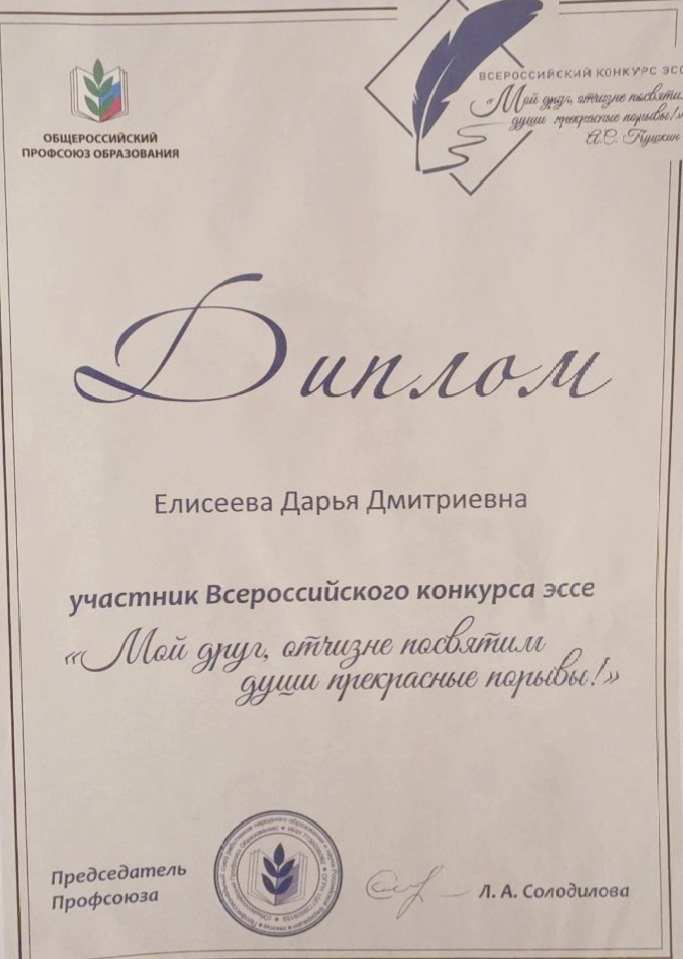 ОБЩЕРОССИЙСКИЙ
ПРОФСОЮЗ ОБРАЗОВАНИЯ
ВСЕРОССИЙСКИЙ КОНКУРС ЭСС
«Мой друг, отчизне посвятим
души прекрасные порывы!»
А.С. Пушкин
Диплом
Елисеева Дарья Дмитриевна
участник Всероссийского конкурса эссе
«Мой друг, отчизне посвятим
души прекрасные порывы!»
Председатель
Профсоюза
Л. А. Солодилова